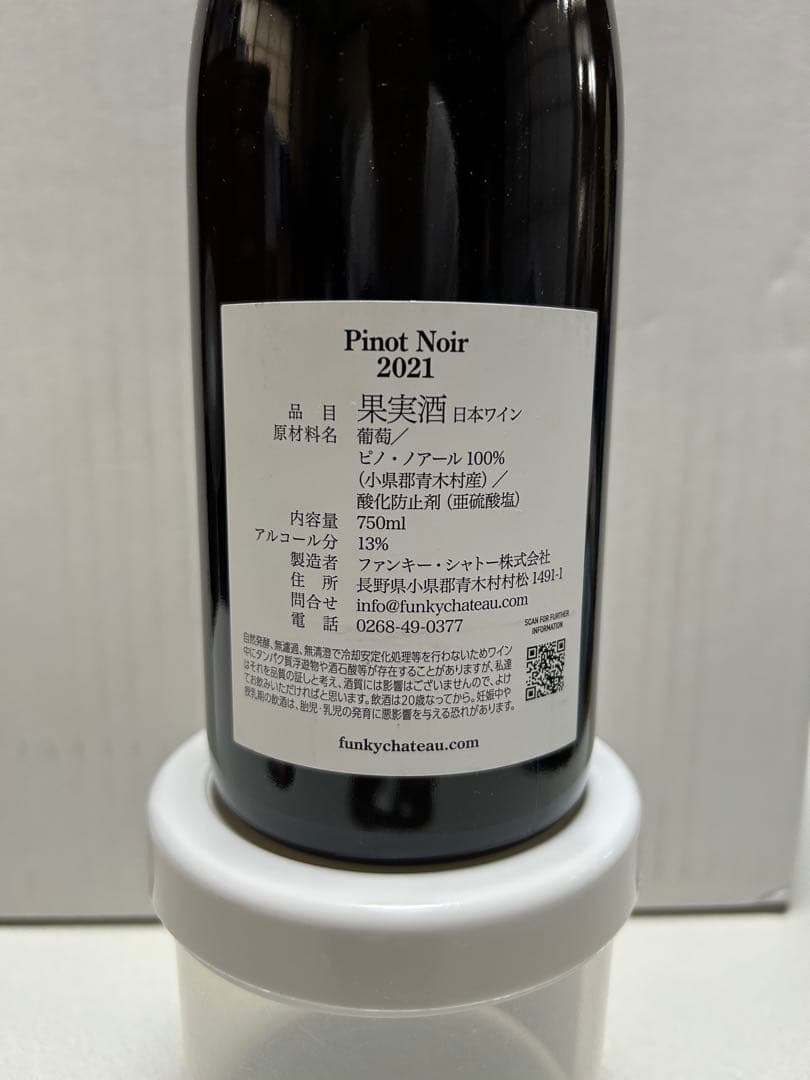 Pinot Noir
2021
品 目 果実酒 日本ワイン
原材料名 葡萄／
ピノ・ノアール 100%
(小県郡青木村産)／
酸化防止剤 (亜硫酸塩)
内容量 750ml
アルコール分 13%
製造者 ファンキー・シャトー株式会社
住 所 長野県小県郡青木村村松 1491-1
問合せ info@funkychateau.com
電 話 0268-49-0377
SCAN FOR FURTHER
INFORMATION
自然発酵、無濾過、無清澄で冷却安定化処理等を行わないためワイン
中にタンパク質浮遊物や酒石酸等が存在することがありますが、私達
はそれを品質の証しと考え、酒質には影響はございませんので、よけ
てお飲みいただければと思います。飲酒は20歳なってから。妊娠中や
授乳期の飲酒は、胎児・乳児の発育に悪影響を与える恐れがあります。
funkychateau.com